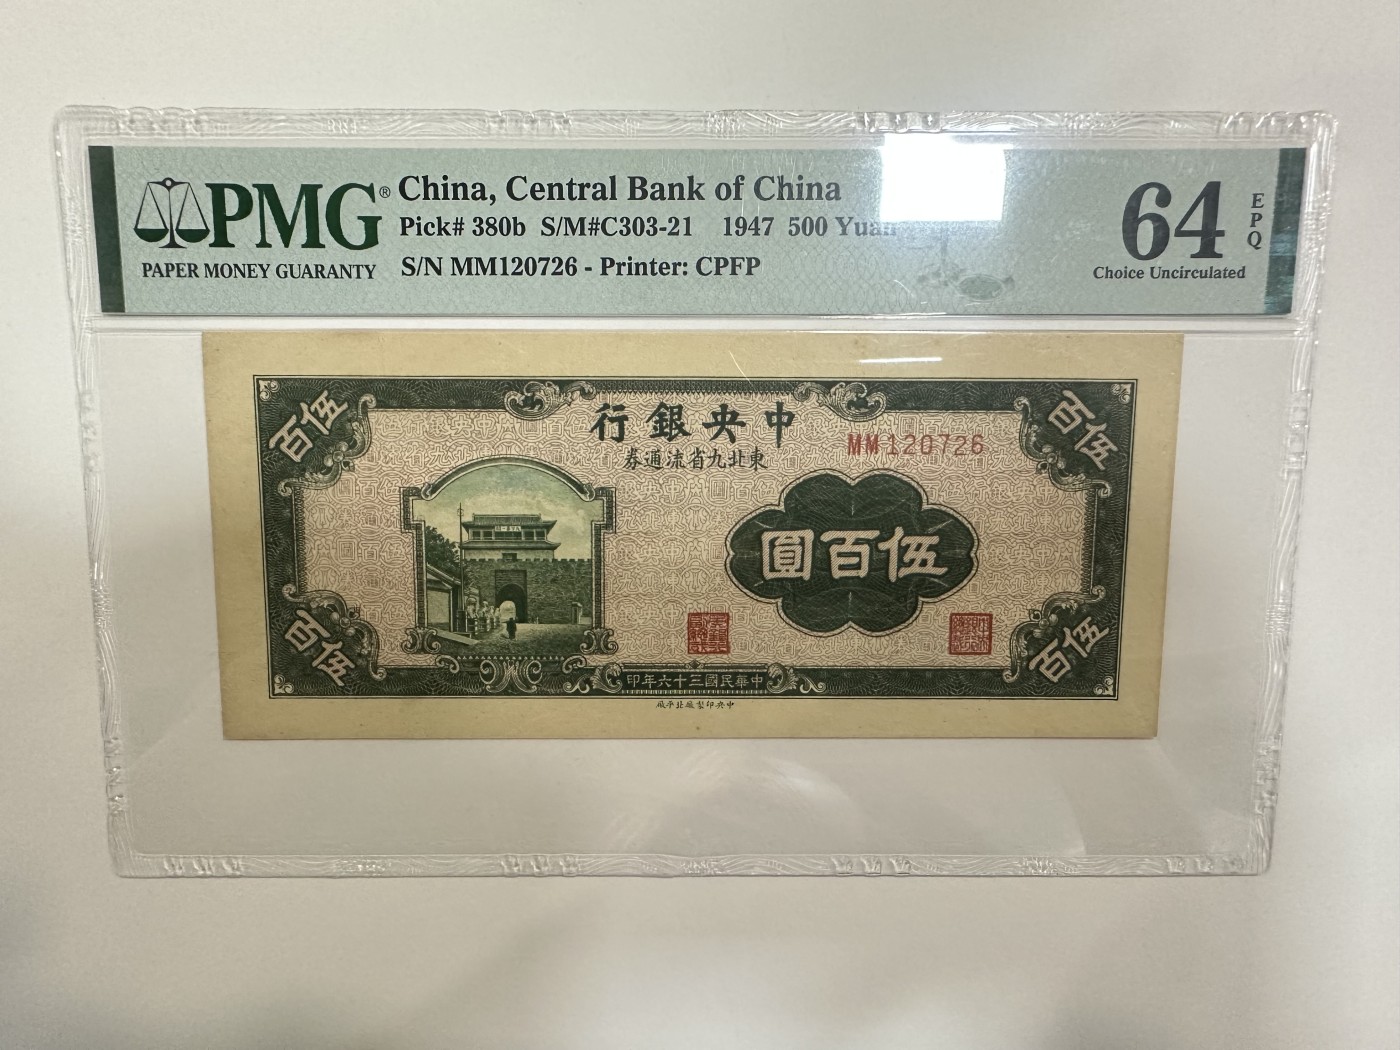 PMG®
PAPER MONEY GUARANTY
China, Central Bank of China
Pick# 380b S/M#C303-21 1947 500 Yuan
S/N MM120726 - Printer: CPFP
64
EPQ
Choice Uncirculated
伍百
伍百
中央銀行
東北九省流通券
MM120726
伍百圓
伍百
伍百
中華民國三十六年印
中央印製廠北平廠